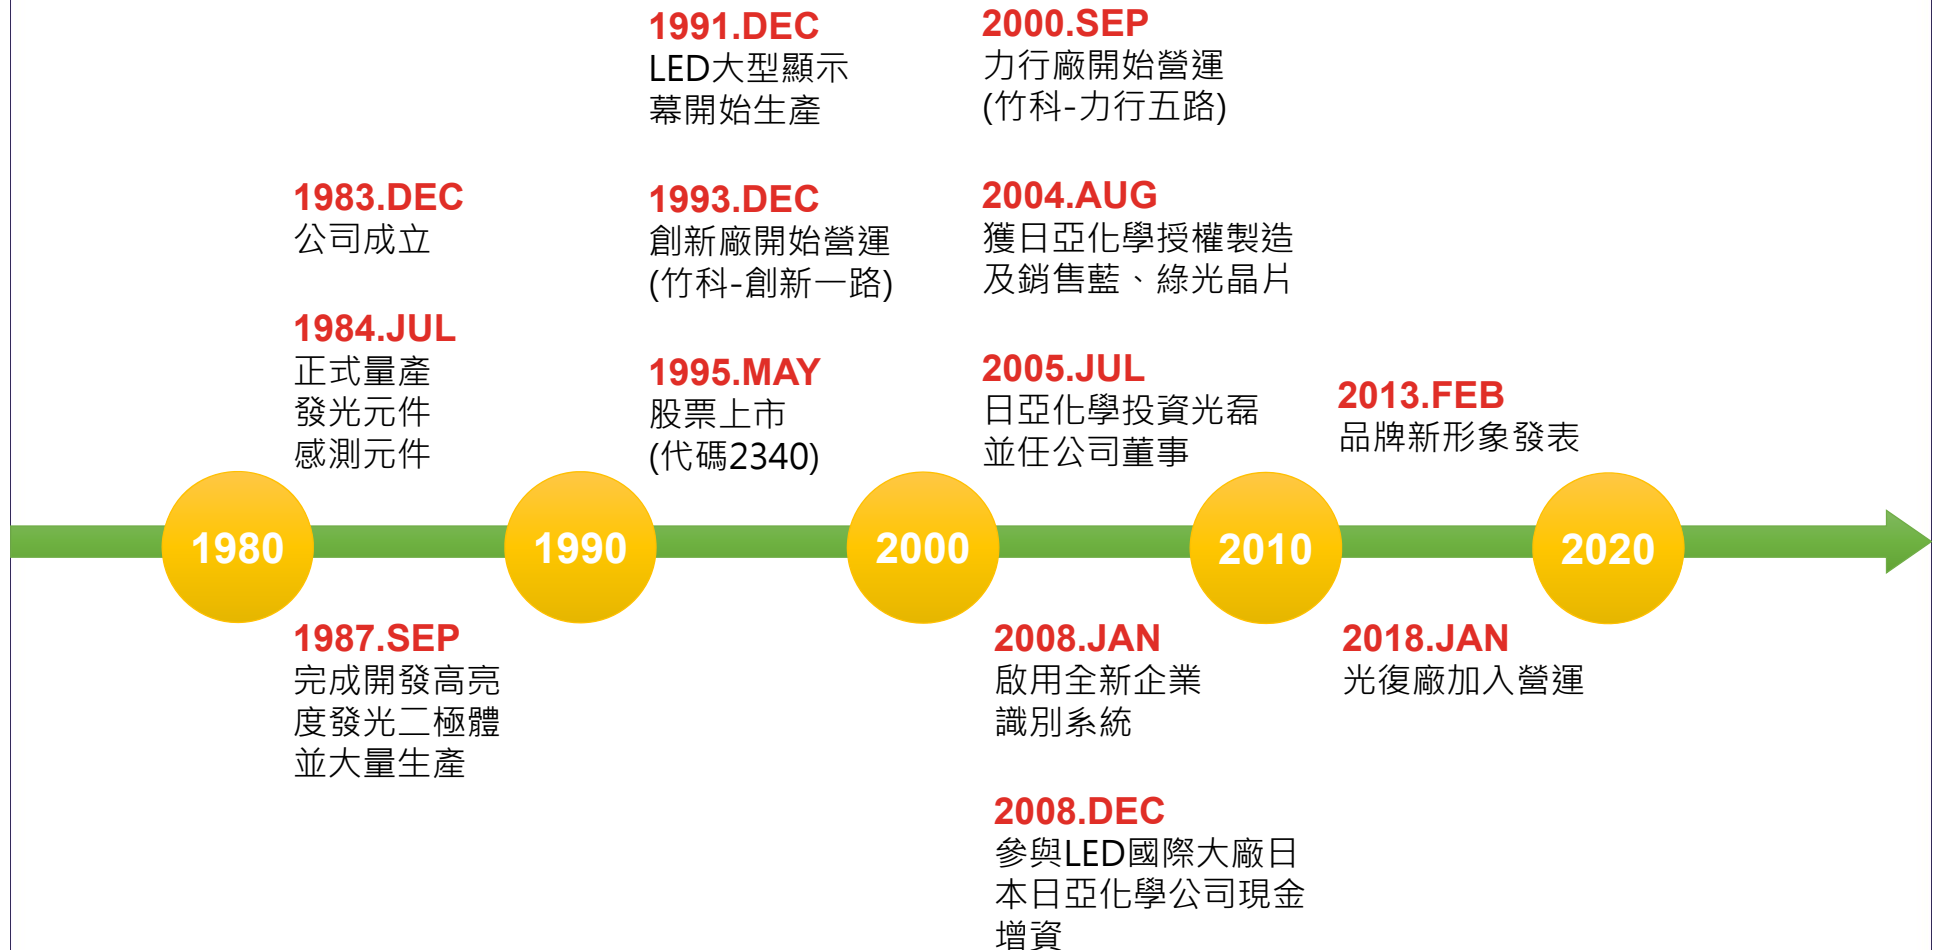 1983.DEC
公司成立
1984.JUL
正式量產
發光元件
感測元件
1991.DEC
LED大型顯示
幕開始生產
1993.DEC
創新廠開始營運
(竹科-創新一路)
1995.MAY
股票上市
(代碼2340)
2000.SEP
力行廠開始營運
(竹科-力行五路)
2004.AUG
獲日亞化學授權製造
及銷售藍、綠光晶片
2005.JUL
日亞化學投資光磊
並任公司董事
2013.FEB
品牌新形象發表
1980
1990
2000
2010
2020
1987.SEP
完成開發高亮
度發光二極體
並大量生產
2008.JAN
啟用全新企業
識別系統
2008.DEC
參與LED國際大廠日
本日亞化學公司現金
增資
2018.JAN
光復廠加入營運